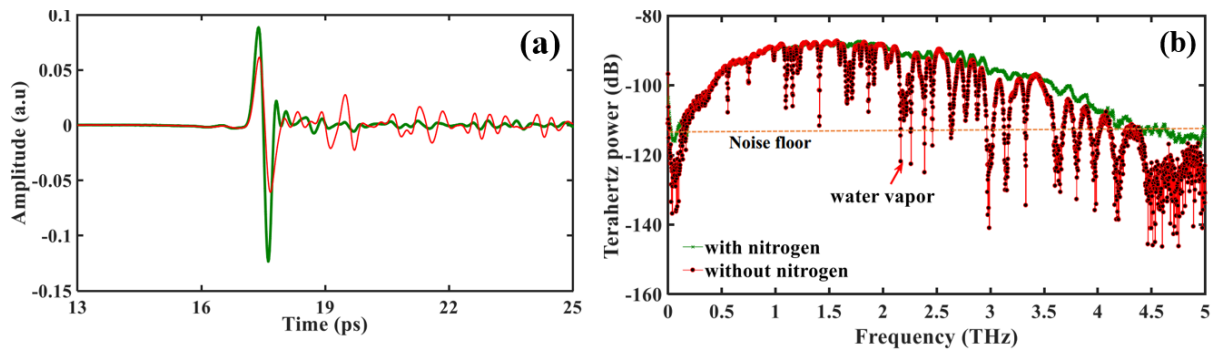 (a)
0.1
0.05
0
-0.05
-0.1
-0.15
13
16
19
22
25
Amplitude (a.u)
Time (ps)
(b)
-80
-100
-120
-140
-160
0
0.5
1
1.5
2
2.5
3
3.5
4
4.5
5
Terahertz power (dB)
Frequency (THz)
Noise floor
water vapor
with nitrogen
without nitrogen